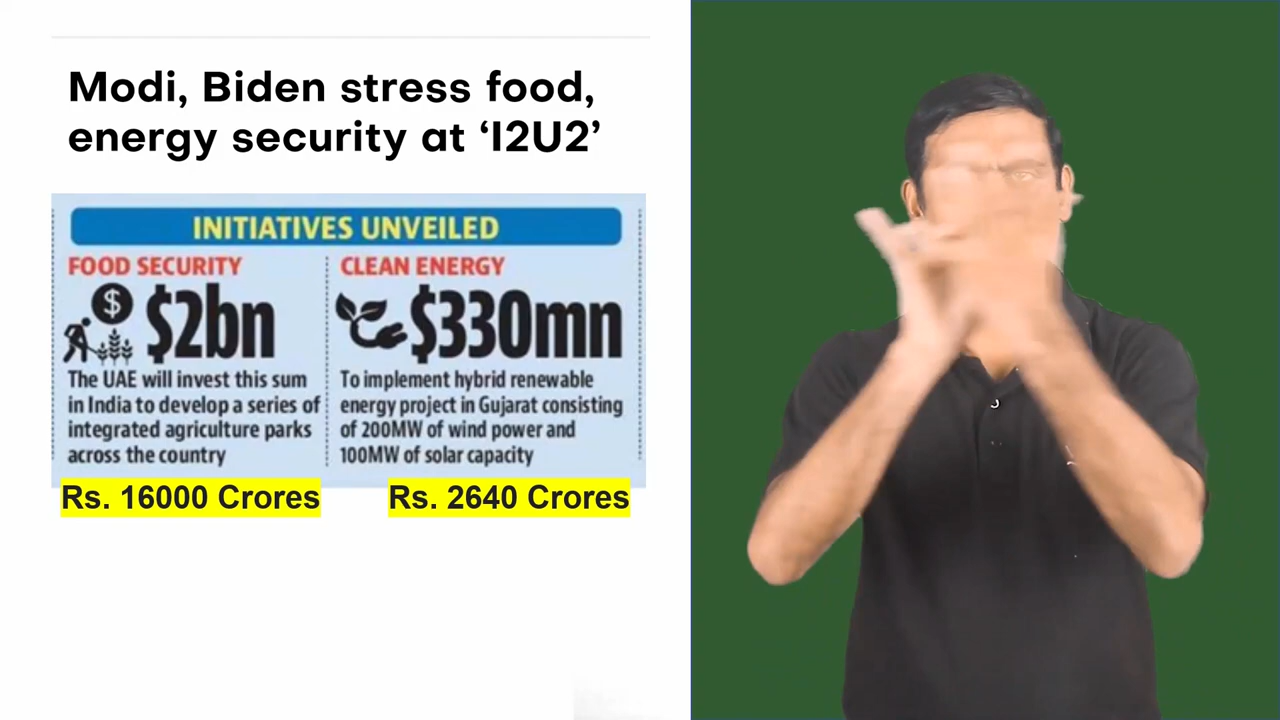 Modi, Biden stress food,
energy security at ‘I2U2’
INITIATIVES UNVEILED
FOOD SECURITY
$2bn
The UAE will invest this sum
in India to develop a series of
integrated agriculture parks
across the country
CLEAN ENERGY
$330mn
To implement hybrid renewable
energy project in Gujarat consisting
of 200MW of wind power and
100MW of solar capacity
Rs. 16000 Crores
Rs. 2640 Crores